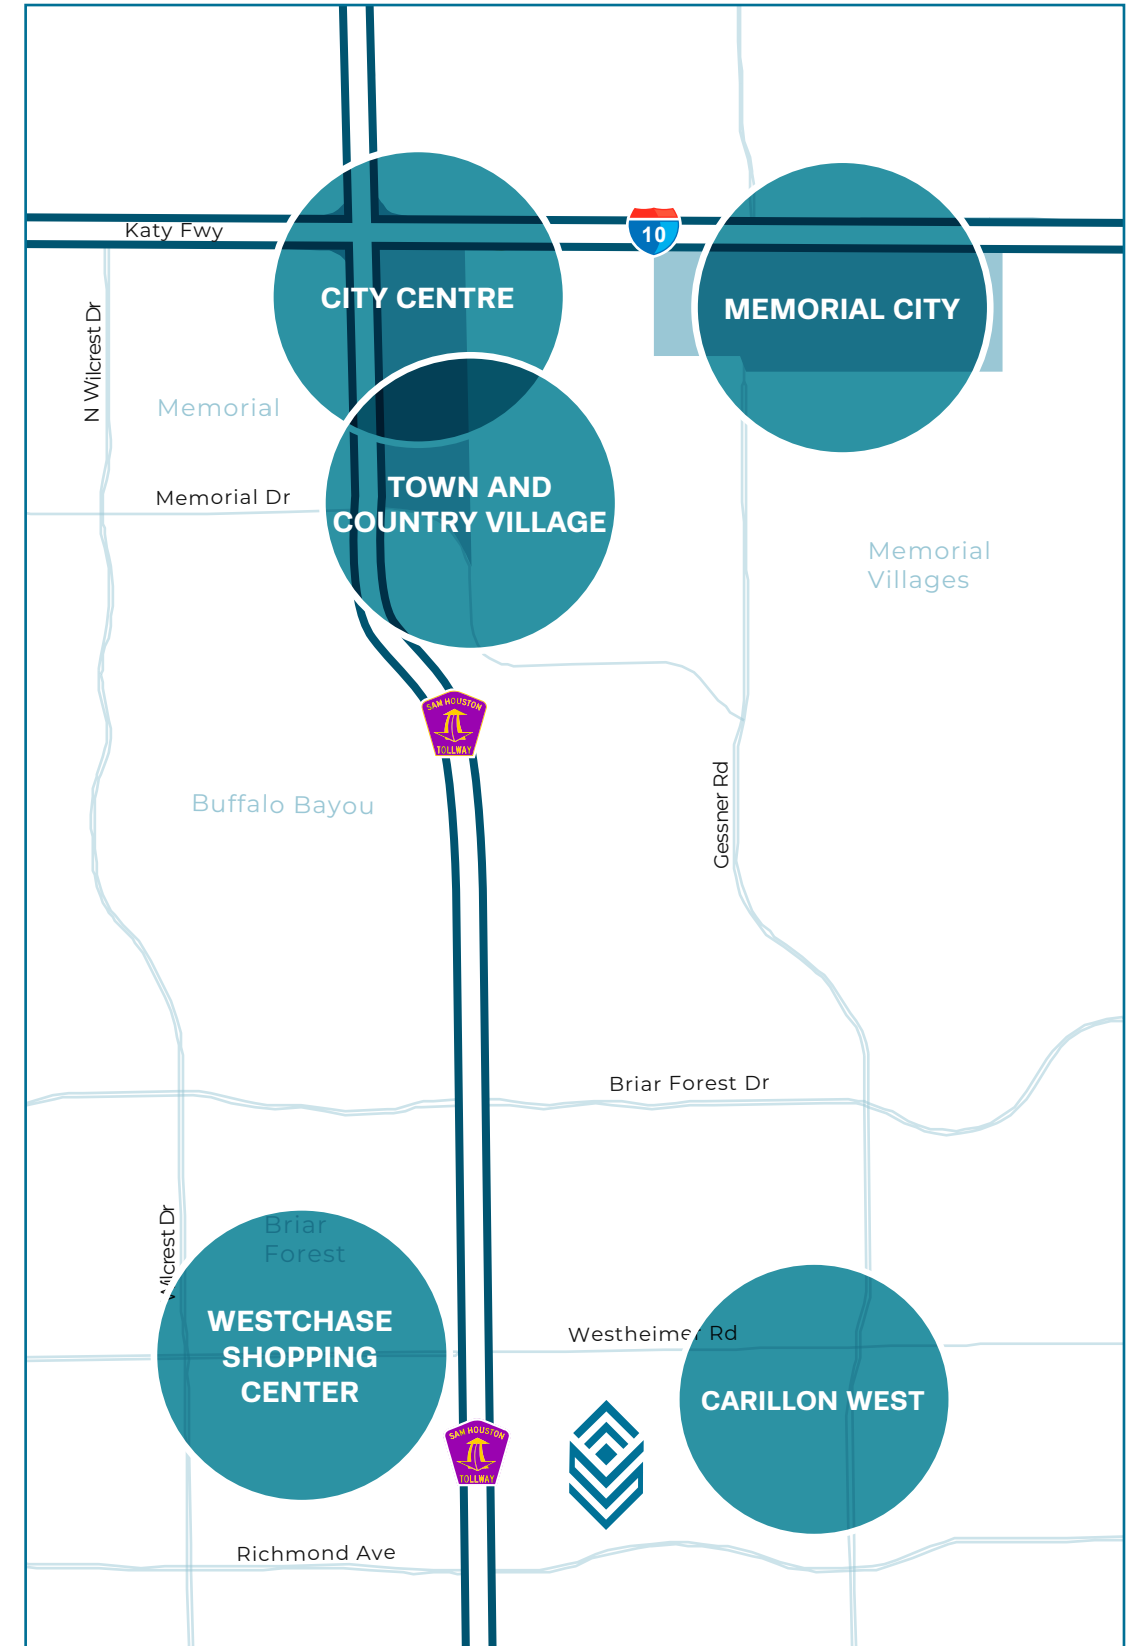 Katy Fwy
10
CITY CENTRE
MEMORIAL CITY
N Wilcrest Dr
Memorial
TOWN AND
COUNTRY VILLAGE
Memorial Dr
Memorial
Villages
SAM HOUSTON
TOLLWAY
Gessner Rd
Buffalo Bayou
Briar Forest Dr
Briar
Forest
Wilcrest Dr
WESTCHASE
SHOPPING
CENTER
Westheimer Rd
CARILLON WEST
SAM HOUSTON
TOLLWAY
Richmond Ave